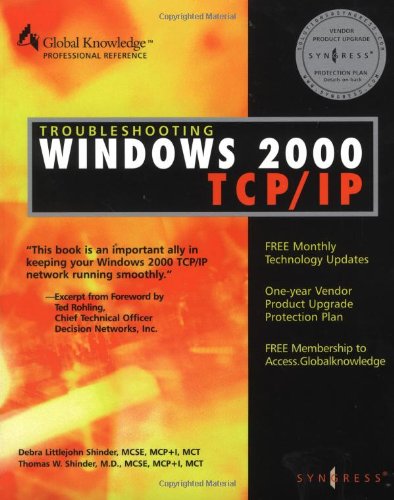 Copyrighted Material
Global Knowledge™
PROFESSIONAL REFERENCE
VENDOR
PRODUCT UPGRADE
SYNGRESS®
PROTECTION PLAN
Details on back
TROUBLESHOOTING
WINDOWS 2000
TCP/IP
"This book is an important ally in
keeping your Windows 2000 TCP/IP
network running smoothly."
—Excerpt from Foreword by
Ted Rohling,
Chief Technical Officer
Decision Networks, Inc.
FREE Monthly
Technology Updates
One-year Vendor
Product Upgrade
Protection Plan
FREE Membership to
Access.Globalknowledge
Debra Littlejohn Shinder, MCSE, MCP+I, MCT
Thomas W. Shinder, M.D., MCSE, MCP+I, MCT
SYNGRESS®
Copyrighted Material